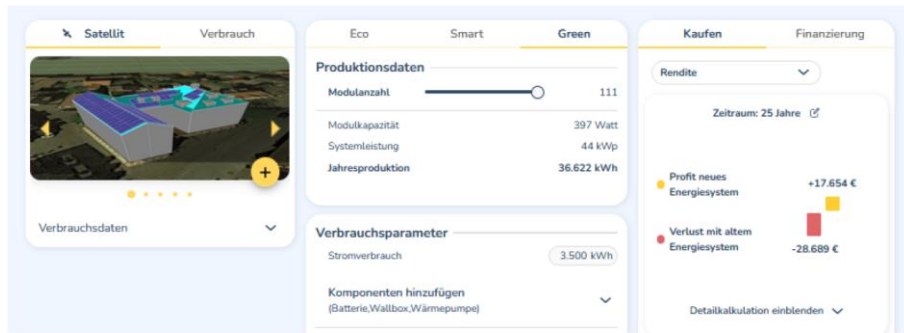 Satellit
Verbrauch
Verbrauchsdaten
Eco
Smart
Green
Produktionsdaten
Modulanzahl 111
Modulkapazität 397 Watt
Systemleistung 44 kWp
Jahresproduktion 36.622 kWh
Verbrauchsparameter
Stromverbrauch 3.500 kWh
Komponenten hinzufügen
(Batterie,Wallbox,Wärmepumpe)
Kaufen
Finanzierung
Rendite
Zeitraum: 25 Jahre
Profit neues
Energiesystem
+17.654 €
Verlust mit altem
Energiesystem
-28.689 €
Detailkalkulation einblenden